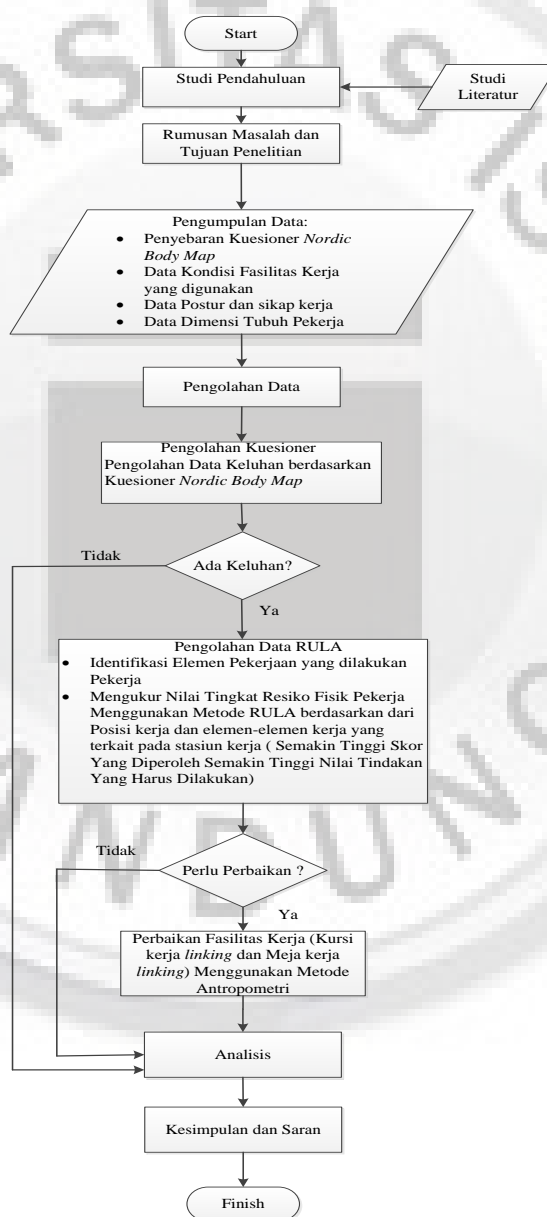 Start
Studi Pendahuluan
Studi
Literatur
Rumusan Masalah dan
Tujuan Penelitian
Pengumpulan Data:
• Penyebaran Kuesioner Nordic
Body Map
• Data Kondisi Fasilitas Kerja
yang digunakan
• Data Postur dan sikap kerja
• Data Dimensi Tubuh Pekerja
Pengolahan Data
Pengolahan Kuesioner
Pengolahan Data Keluhan berdasarkan
Kuesioner Nordic Body Map
Tidak
Ada Keluhan?
Ya
Pengolahan Data RULA
• Identifikasi Elemen Pekerjaan yang dilakukan
Pekerja
• Mengukur Nilai Tingkat Resiko Fisik Pekerja
Menggunakan Metode RULA berdasarkan dari
Posisi kerja dan elemen-elemen kerja yang
terkait pada stasiun kerja ( Semakin Tinggi Skor
Yang Diperoleh Semakin Tinggi Nilai Tindakan
Yang Harus Dilakukan)
Tidak
Perlu Perbaikan ?
Ya
Perbaikan Fasilitas Kerja (Kursi
kerja linking dan Meja kerja
linking) Menggunakan Metode
Antropometri
Analisis
Kesimpulan dan Saran
Finish